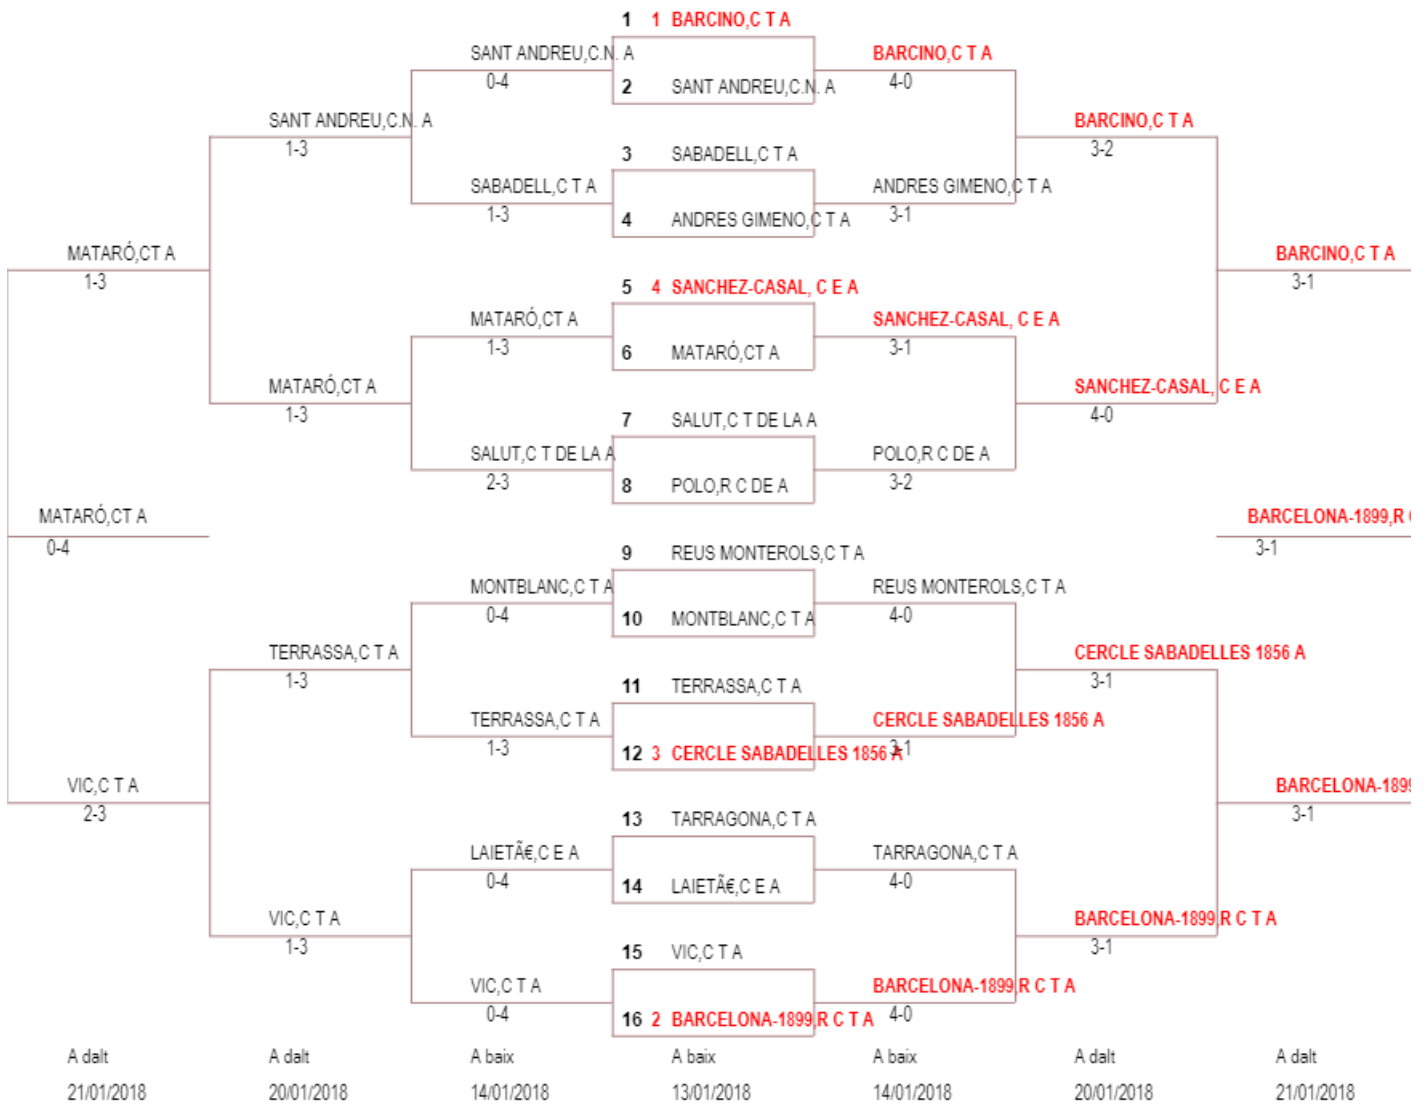 1 1 BARCINO,C T A
SANT ANDREU,C.N. A BARCINO,C T A
0-4 4-0
2 SANT ANDREU,C.N. A
SANT ANDREU,C.N. A BARCINO,C T A
1-3 3-2
3 SABADELL,C T A
SABADELL,C T A ANDRES GIMENO,C T A
1-3 3-1
4 ANDRES GIMENO,C T A
MATARÓ,CT A BARCINO,C T A
1-3 3-1
5 4 SANCHEZ-CASAL, C E A
MATARÓ,CT A SANCHEZ-CASAL, C E A
1-3 3-1
6 MATARÓ,CT A
MATARÓ,CT A SANCHEZ-CASAL, C E A
1-3 4-0
7 SALUT,C T DE LA A
SALUT,C T DE LA A POLO,R C DE A
2-3 3-2
8 POLO,R C DE A
MATARÓ,CT A BARCELONA-1899,R
0-4 3-1
9 REUS MONTEROLS,C T A
MONTBLANC,C T A REUS MONTEROLS,C T A
0-4 4-0
10 MONTBLANC,C T A
TERRASSA,C T A CERCLE SABADELLES 1856 A
1-3 3-1
11 TERRASSA,C T A
TERRASSA,C T A CERCLE SABADELLES 1856 A
1-3 3-1
12 3 CERCLE SABADELLES 1856 A
VIC,C T A BARCELONA-1899
2-3 3-1
13 TARRAGONA,C T A
LAIETÃ€,C E A TARRAGONA,C T A
0-4 4-0
14 LAIETÃ€,C E A
VIC,C T A BARCELONA-1899,R C T A
1-3 3-1
15 VIC,C T A
VIC,C T A BARCELONA-1899,R C T A
0-4 4-0
16 2 BARCELONA-1899,R C T A
A dalt A dalt A baix A baix A baix A dalt A dalt
21/01/2018 20/01/2018 14/01/2018 13/01/2018 14/01/2018 20/01/2018 21/01/2018